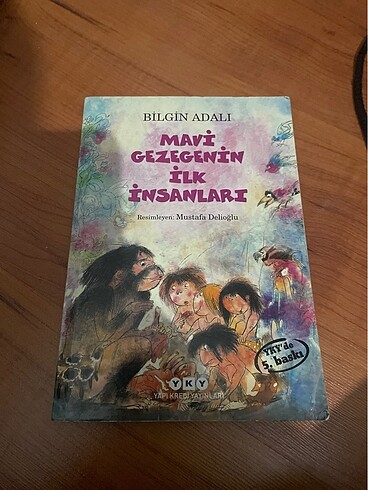 BİLGİN ADALI
MAVİ
GEZEGENİN
İLK
İNSANLARI
Resimleyen: Mustafa Delioğlu
YKY'de
5. baskı
YKY
YAPI KREDİ YAYINLARI